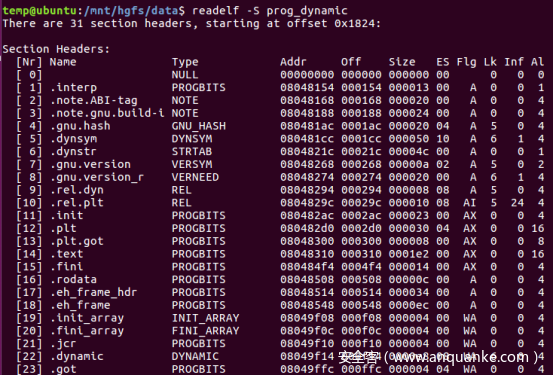 temp@ubuntu:/mnt/hgfs/data$ readelf -S prog_dynamic
There are 31 section headers, starting at offset 0x1824:

Section Headers:
  [Nr] Name              Type            Addr     Off    Size   ES Flg Lk Inf Al
  [ 0]                   NULL            00000000 000000 000000 00      0   0  0
  [ 1] .interp           PROGBITS        08048154 000154 000013 00   A  0   0  1
  [ 2] .note.ABI-tag     NOTE            08048168 000168 000020 00   A  0   0  4
  [ 3] .note.gnu.build-i NOTE            08048188 000188 000024 00   A  0   0  4
  [ 4] .gnu.hash         GNU_HASH        080481ac 0001ac 000020 04   A  5   0  4
  [ 5] .dynsym           DYNSYM          080481cc 0001cc 000050 10   A  6   1  4
  [ 6] .dynstr           STRTAB          0804821c 00021c 00004c 00   A  0   0  1
  [ 7] .gnu.version      VERSYM          08048268 000268 00000a 02   A  5   0  2
  [ 8] .gnu.version_r    VERNEED         08048274 000274 000020 00   A  6   1  4
  [ 9] .rel.dyn          REL             08048294 000294 000008 08   A  5   0  4
  [10] .rel.plt          REL             0804829c 00029c 000010 08  AI  5  24  4
  [11] .init             PROGBITS        080482ac 0002ac 000023 00  AX  0   0  4
  [12] .plt              PROGBITS        080482d0 0002d0 000030 04  AX  0   0 16
  [13] .plt.got          PROGBITS        08048300 000300 000008 00  AX  0   0  8
  [14] .text             PROGBITS        08048310 000310 0001e2 00  AX  0   0 16
  [15] .fini             PROGBITS        080484f4 0004f4 000014 00  AX  0   0  4
  [16] .rodata           PROGBITS        08048508 000508 00000c 00   A  0   0  4
  [17] .eh_frame_hdr     PROGBITS        08048514 000514 000034 00   A  0   0  4
  [18] .eh_frame         PROGBITS        08048548 000548 0000ec 00   A  0   0  4
  [19] .init_array       INIT_ARRAY      08049f08 000f08 000004 00  WA  0   0  4
  [20] .fini_array       FINI_ARRAY      08049f0c 000f0c 000004 00  WA  0   0  4
  [21] .jcr              PROGBITS        08049f10 000f10 000004 00  WA  0   0  4
  [22] .dynamic          DYNAMIC         08049f14
  [23] .got              PROGBITS        08049ffc 000ffc 000004 04  WA  0   0  4
安全客 ( www.anquanke.com )